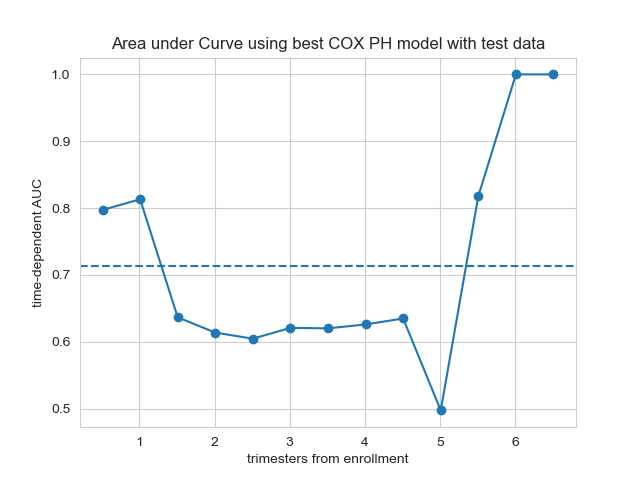 Area under Curve using best COX PH model with test data
time-dependent AUC
1.0
0.9
0.8
0.7
0.6
0.5
1 2 3 4 5 6
trimesters from enrollment